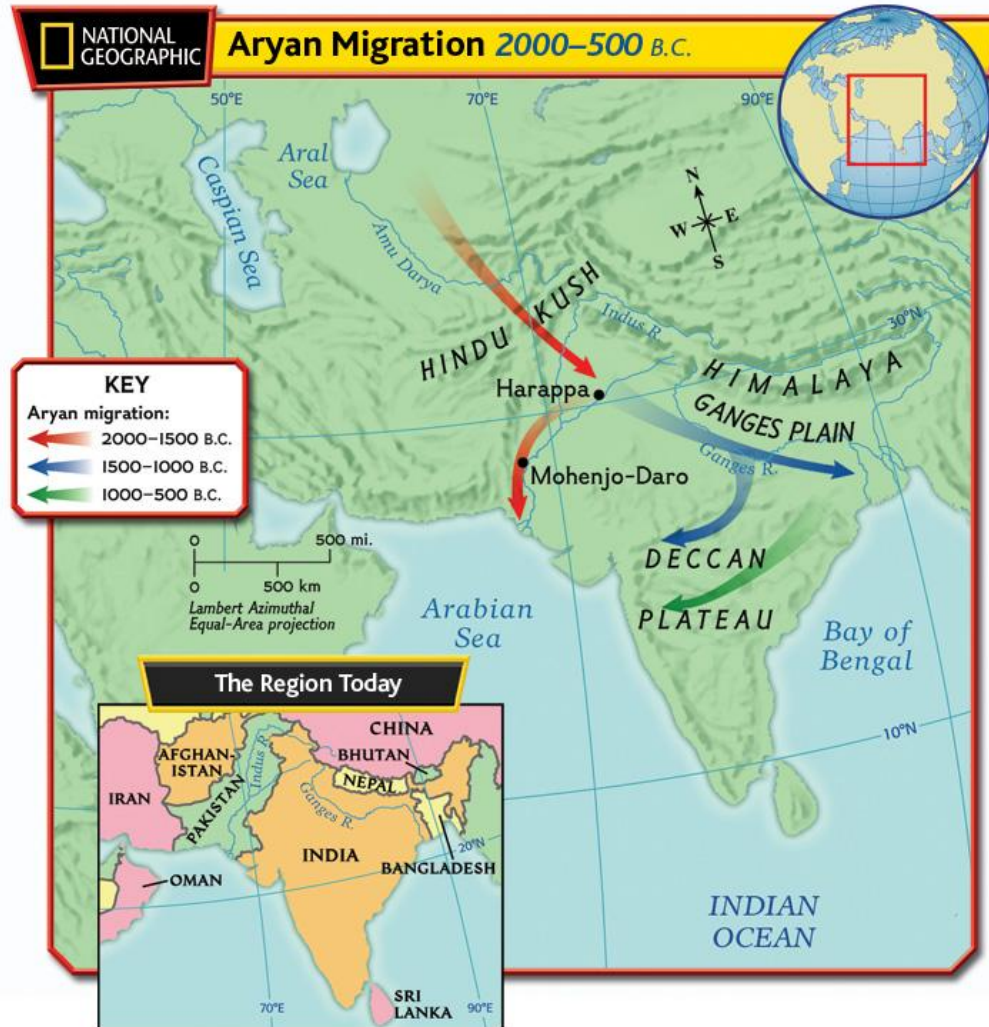 NATIONAL
GEOGRAPHIC
Aryan Migration 2000–500 B.C.
50°E
70°E
90°E
Aral
Sea
Caspian Sea
Amu Darya
N
W
E
S
HINDU KUSH
Indus R.
30°N
HIMALAYA
Harappa
GANGES PLAIN
Ganges R.
Mohenjo-Daro
KEY
Aryan migration:
2000–1500 B.C.
1500–1000 B.C.
1000–500 B.C.
0 500 mi.
0 500 km
Lambert Azimuthal
Equal-Area projection
DECCAN
PLATEAU
Arabian
Sea
Bay of
Bengal
10°N
INDIAN
OCEAN
The Region Today
CHINA
AFGHAN-
ISTAN
BHUTAN
Indus R.
NEPAL
IRAN
PAKISTAN
Ganges R.
INDIA
20°N
BANGLADESH
OMAN
70°E
SRI
LANKA
90°E